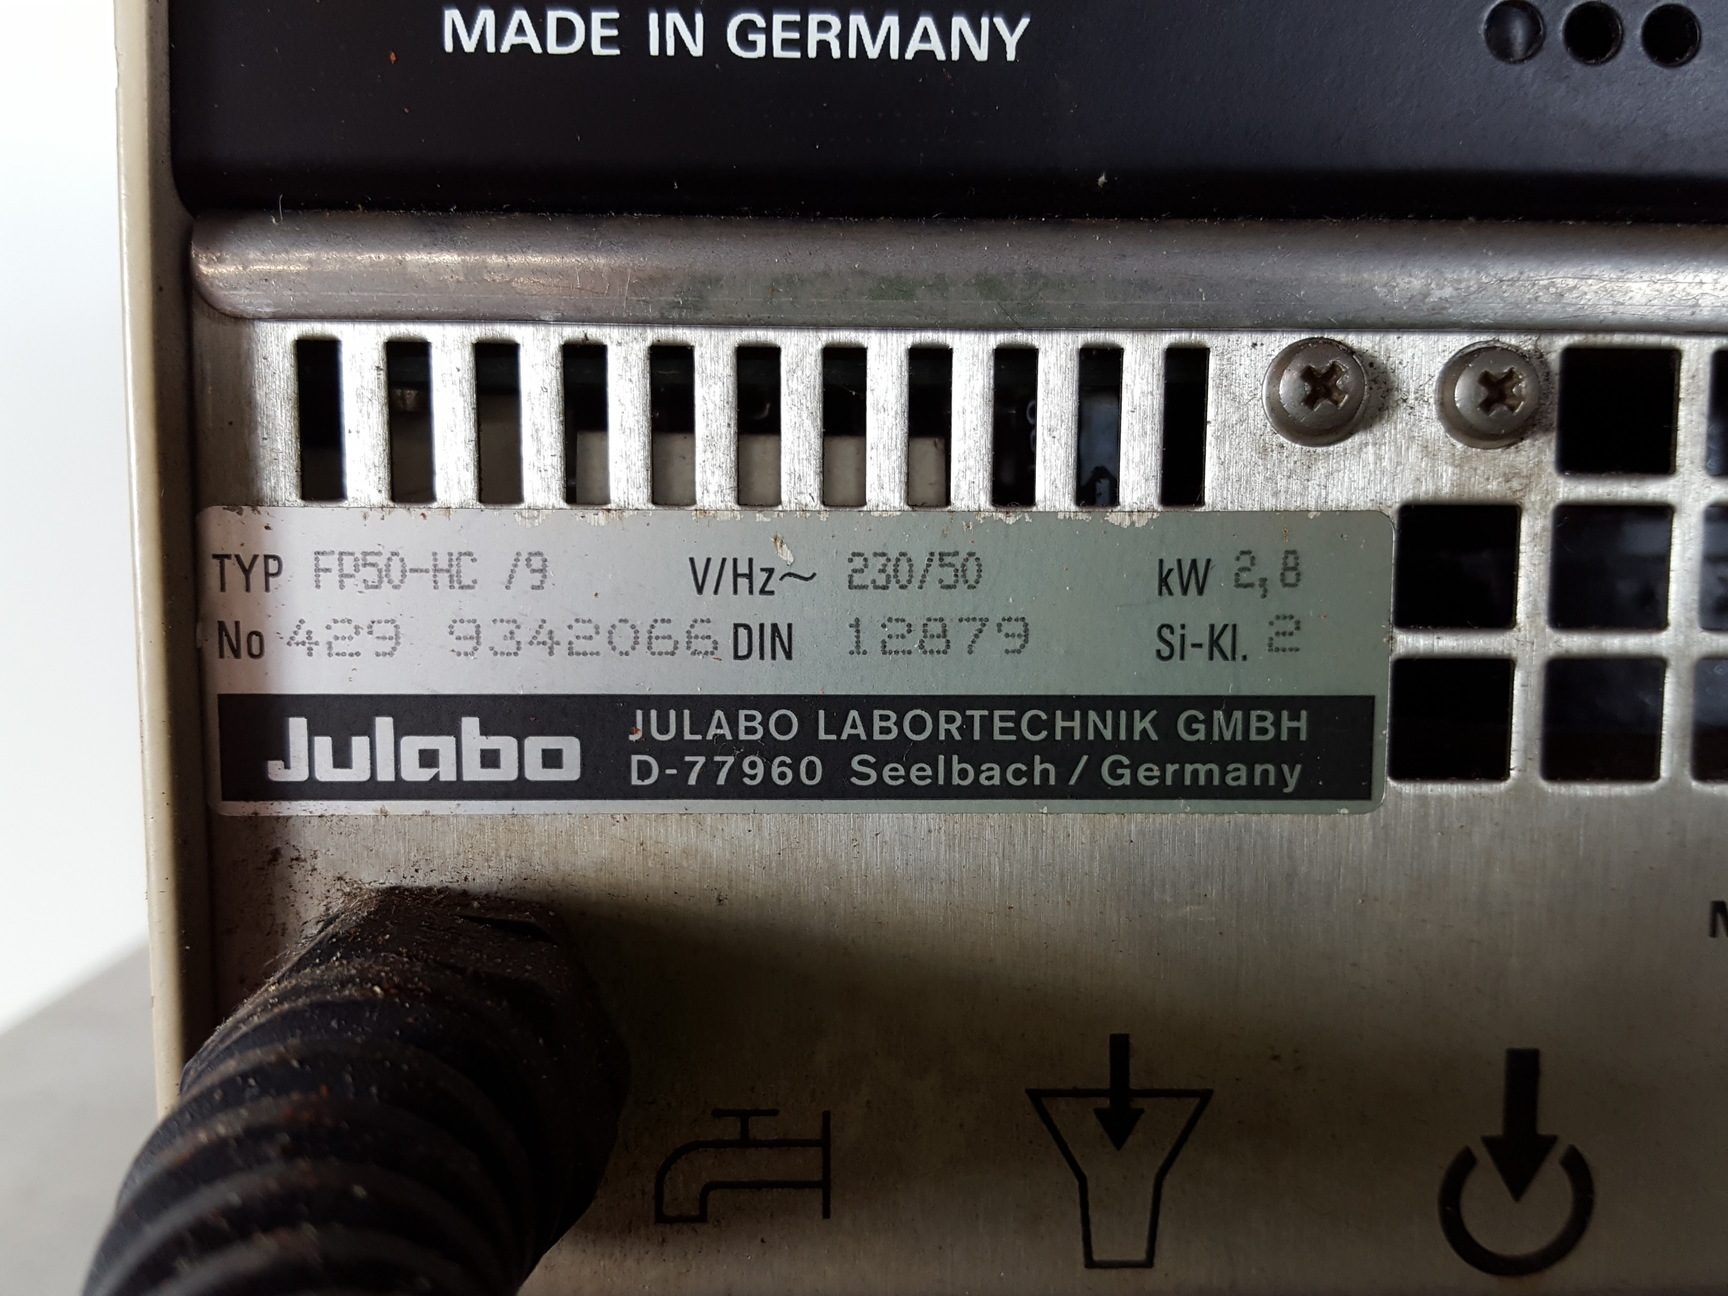 MADE IN GERMANY
TYP FP50-HC /9 V/Hz~ 230/50 kW 2,8
No 429 9342066 DIN 12879 Si-Kl. 2
Julabo JULABO LABORTECHNIK GMBH
D-77960 Seelbach / Germany